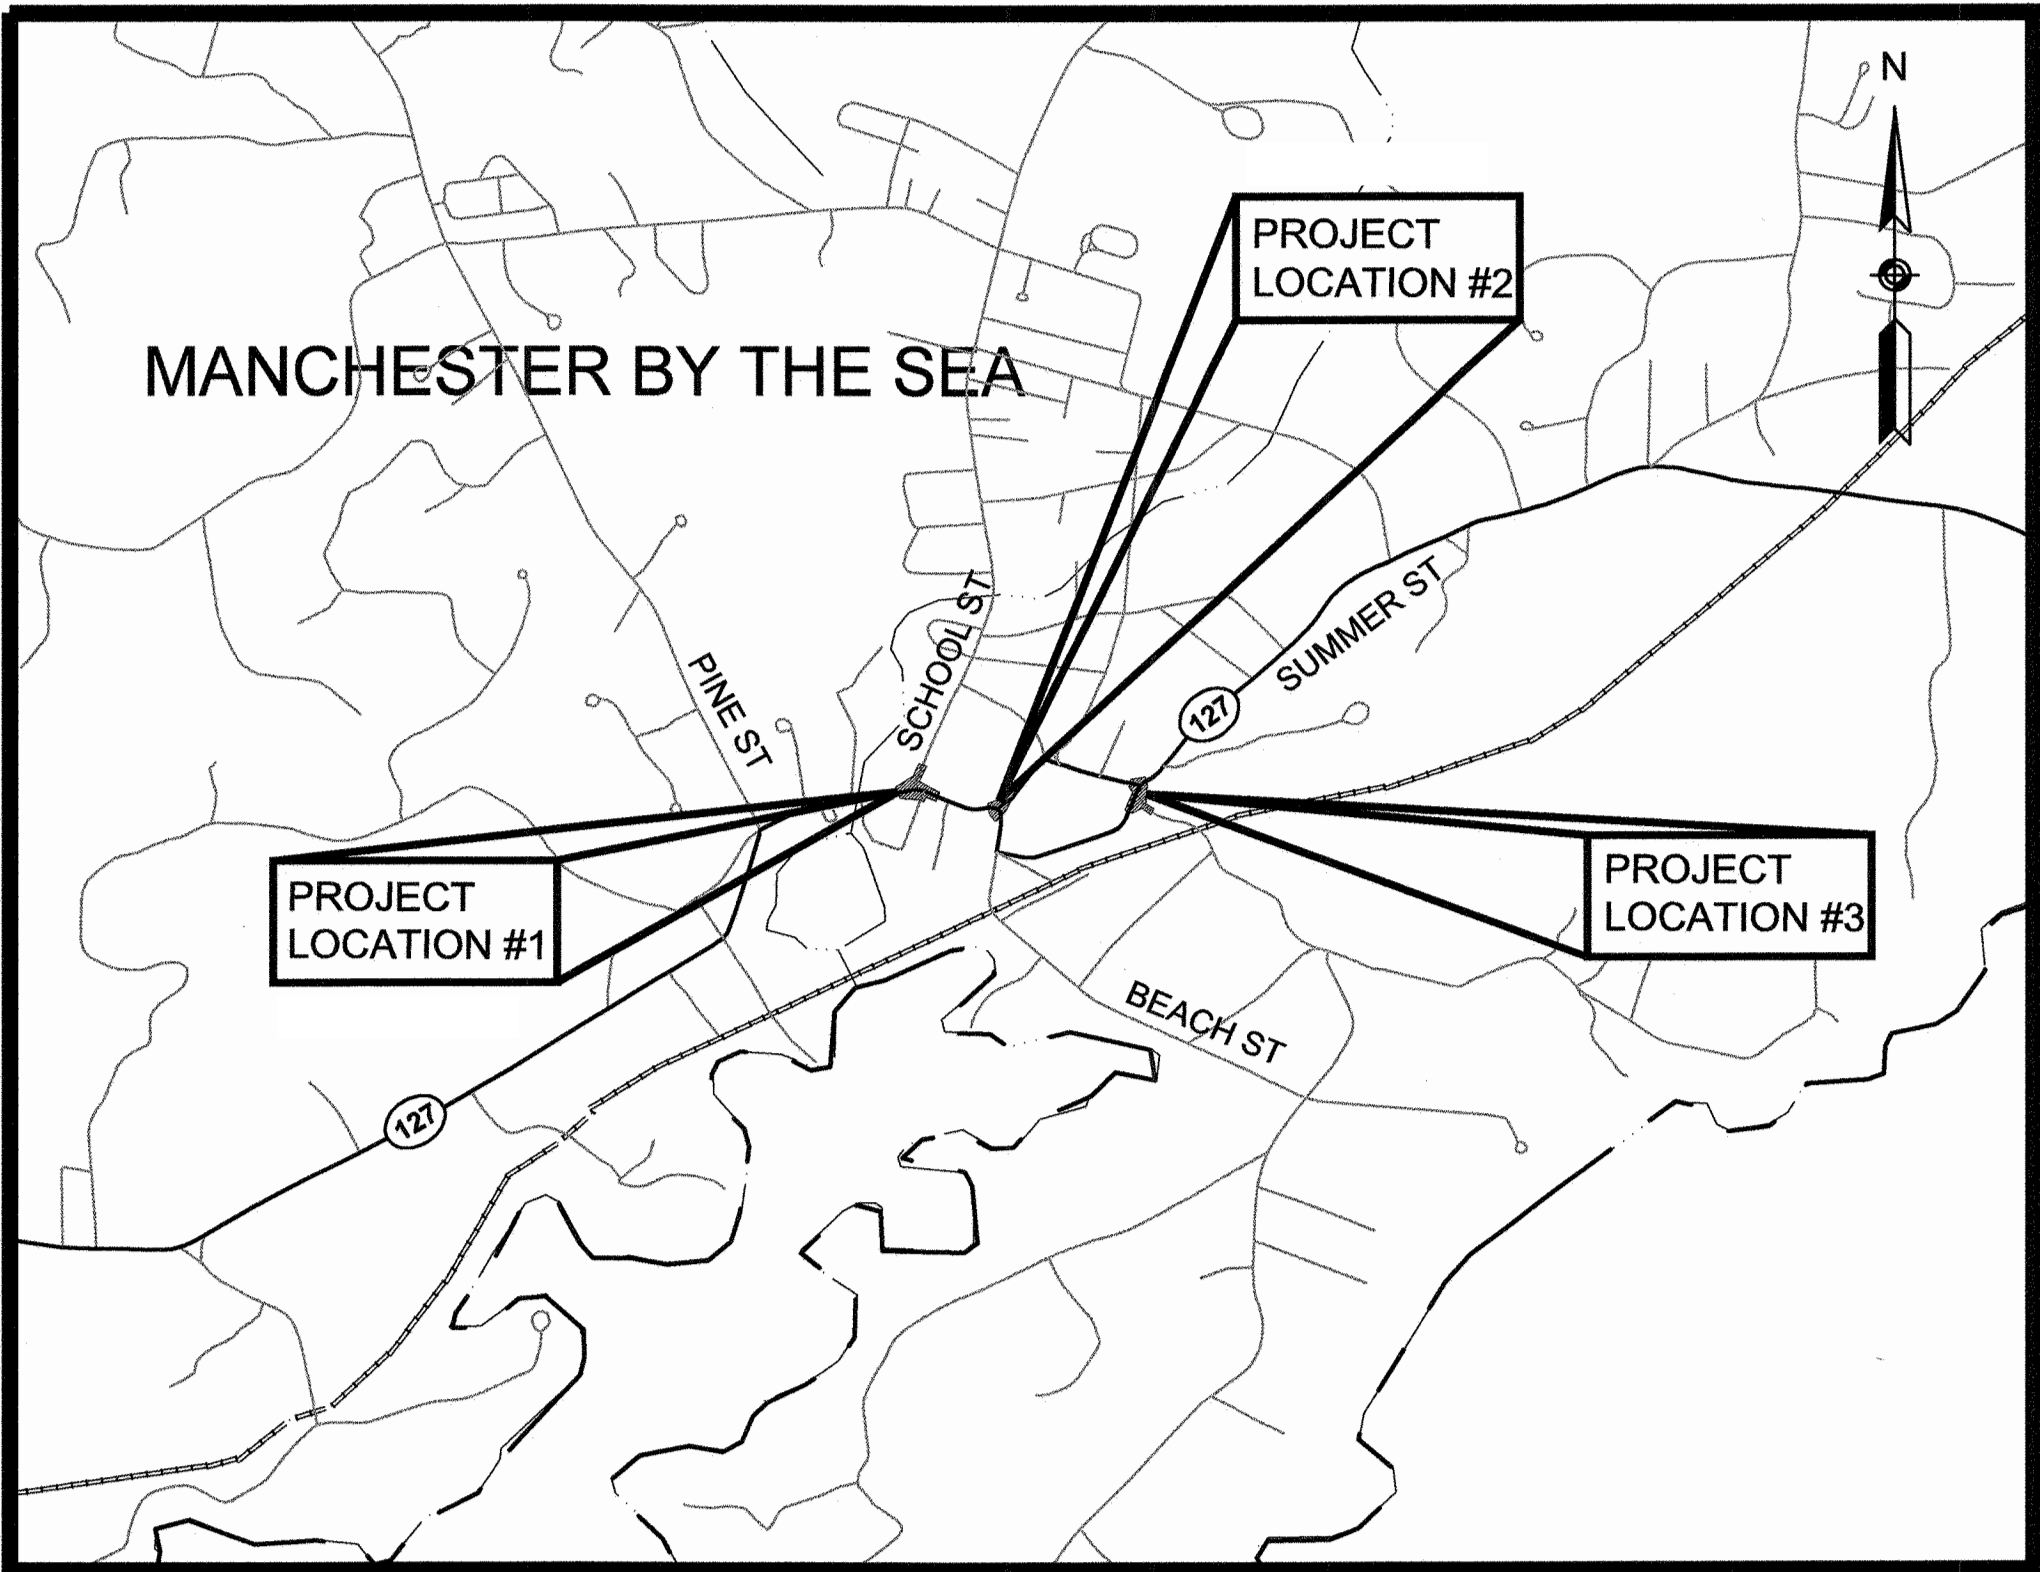 N
PROJECT
LOCATION #2
MANCHESTER BY THE SEA
SCHOOL ST
SUMMER ST
PINE ST
127
PROJECT
LOCATION #1
PROJECT
LOCATION #3
BEACH ST
127